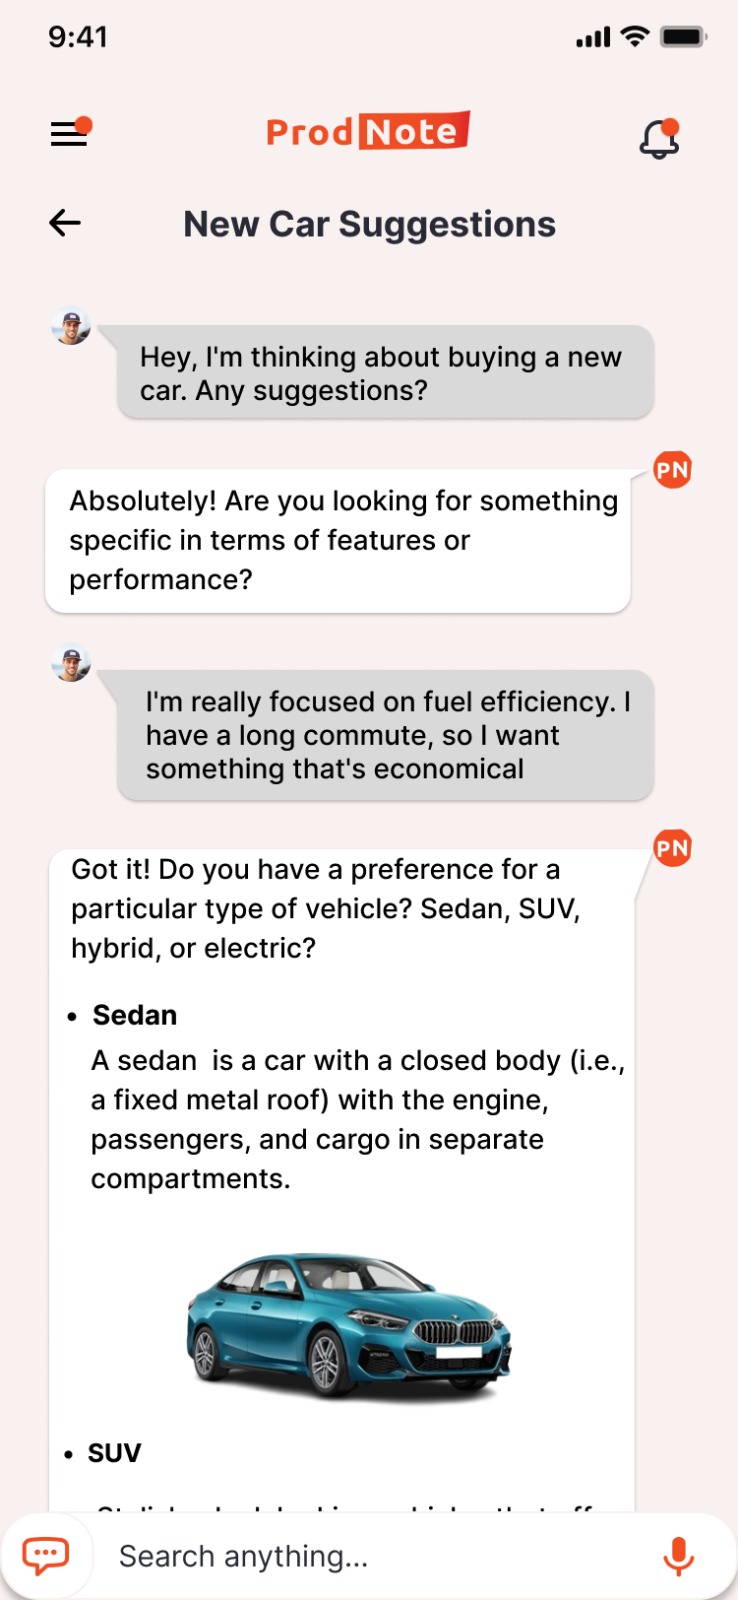 9:41
Prod Note
New Car Suggestions
Hey, I'm thinking about buying a new
car. Any suggestions?
PN
Absolutely! Are you looking for something
specific in terms of features or
performance?
I'm really focused on fuel efficiency. I
have a long commute, so I want
something that's economical
PN
Got it! Do you have a preference for a
particular type of vehicle? Sedan, SUV,
hybrid, or electric?
• Sedan
A sedan  is a car with a closed body (i.e.,
a fixed metal roof) with the engine,
passengers, and cargo in separate
compartments.
• SUV
Search anything...